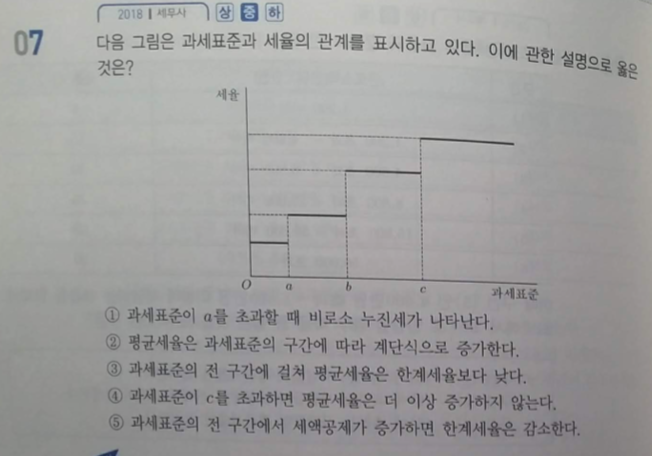 2018 | 세무사 상 중 하
07 다음 그림은 과세표준과 세율의 관계를 표시하고 있다. 이에 관한 설명으로 옳은
것은?
세율
O a b c 과세표준
① 과세표준이 a를 초과할 때 비로소 누진세가 나타난다.
② 평균세율은 과세표준의 구간에 따라 계단식으로 증가한다.
③ 과세표준의 전 구간에 걸쳐 평균세율은 한계세율보다 낮다.
④ 과세표준이 c를 초과하면 평균세율은 더 이상 증가하지 않는다.
⑤ 과세표준의 전 구간에서 세액공제가 증가하면 한계세율은 감소한다.